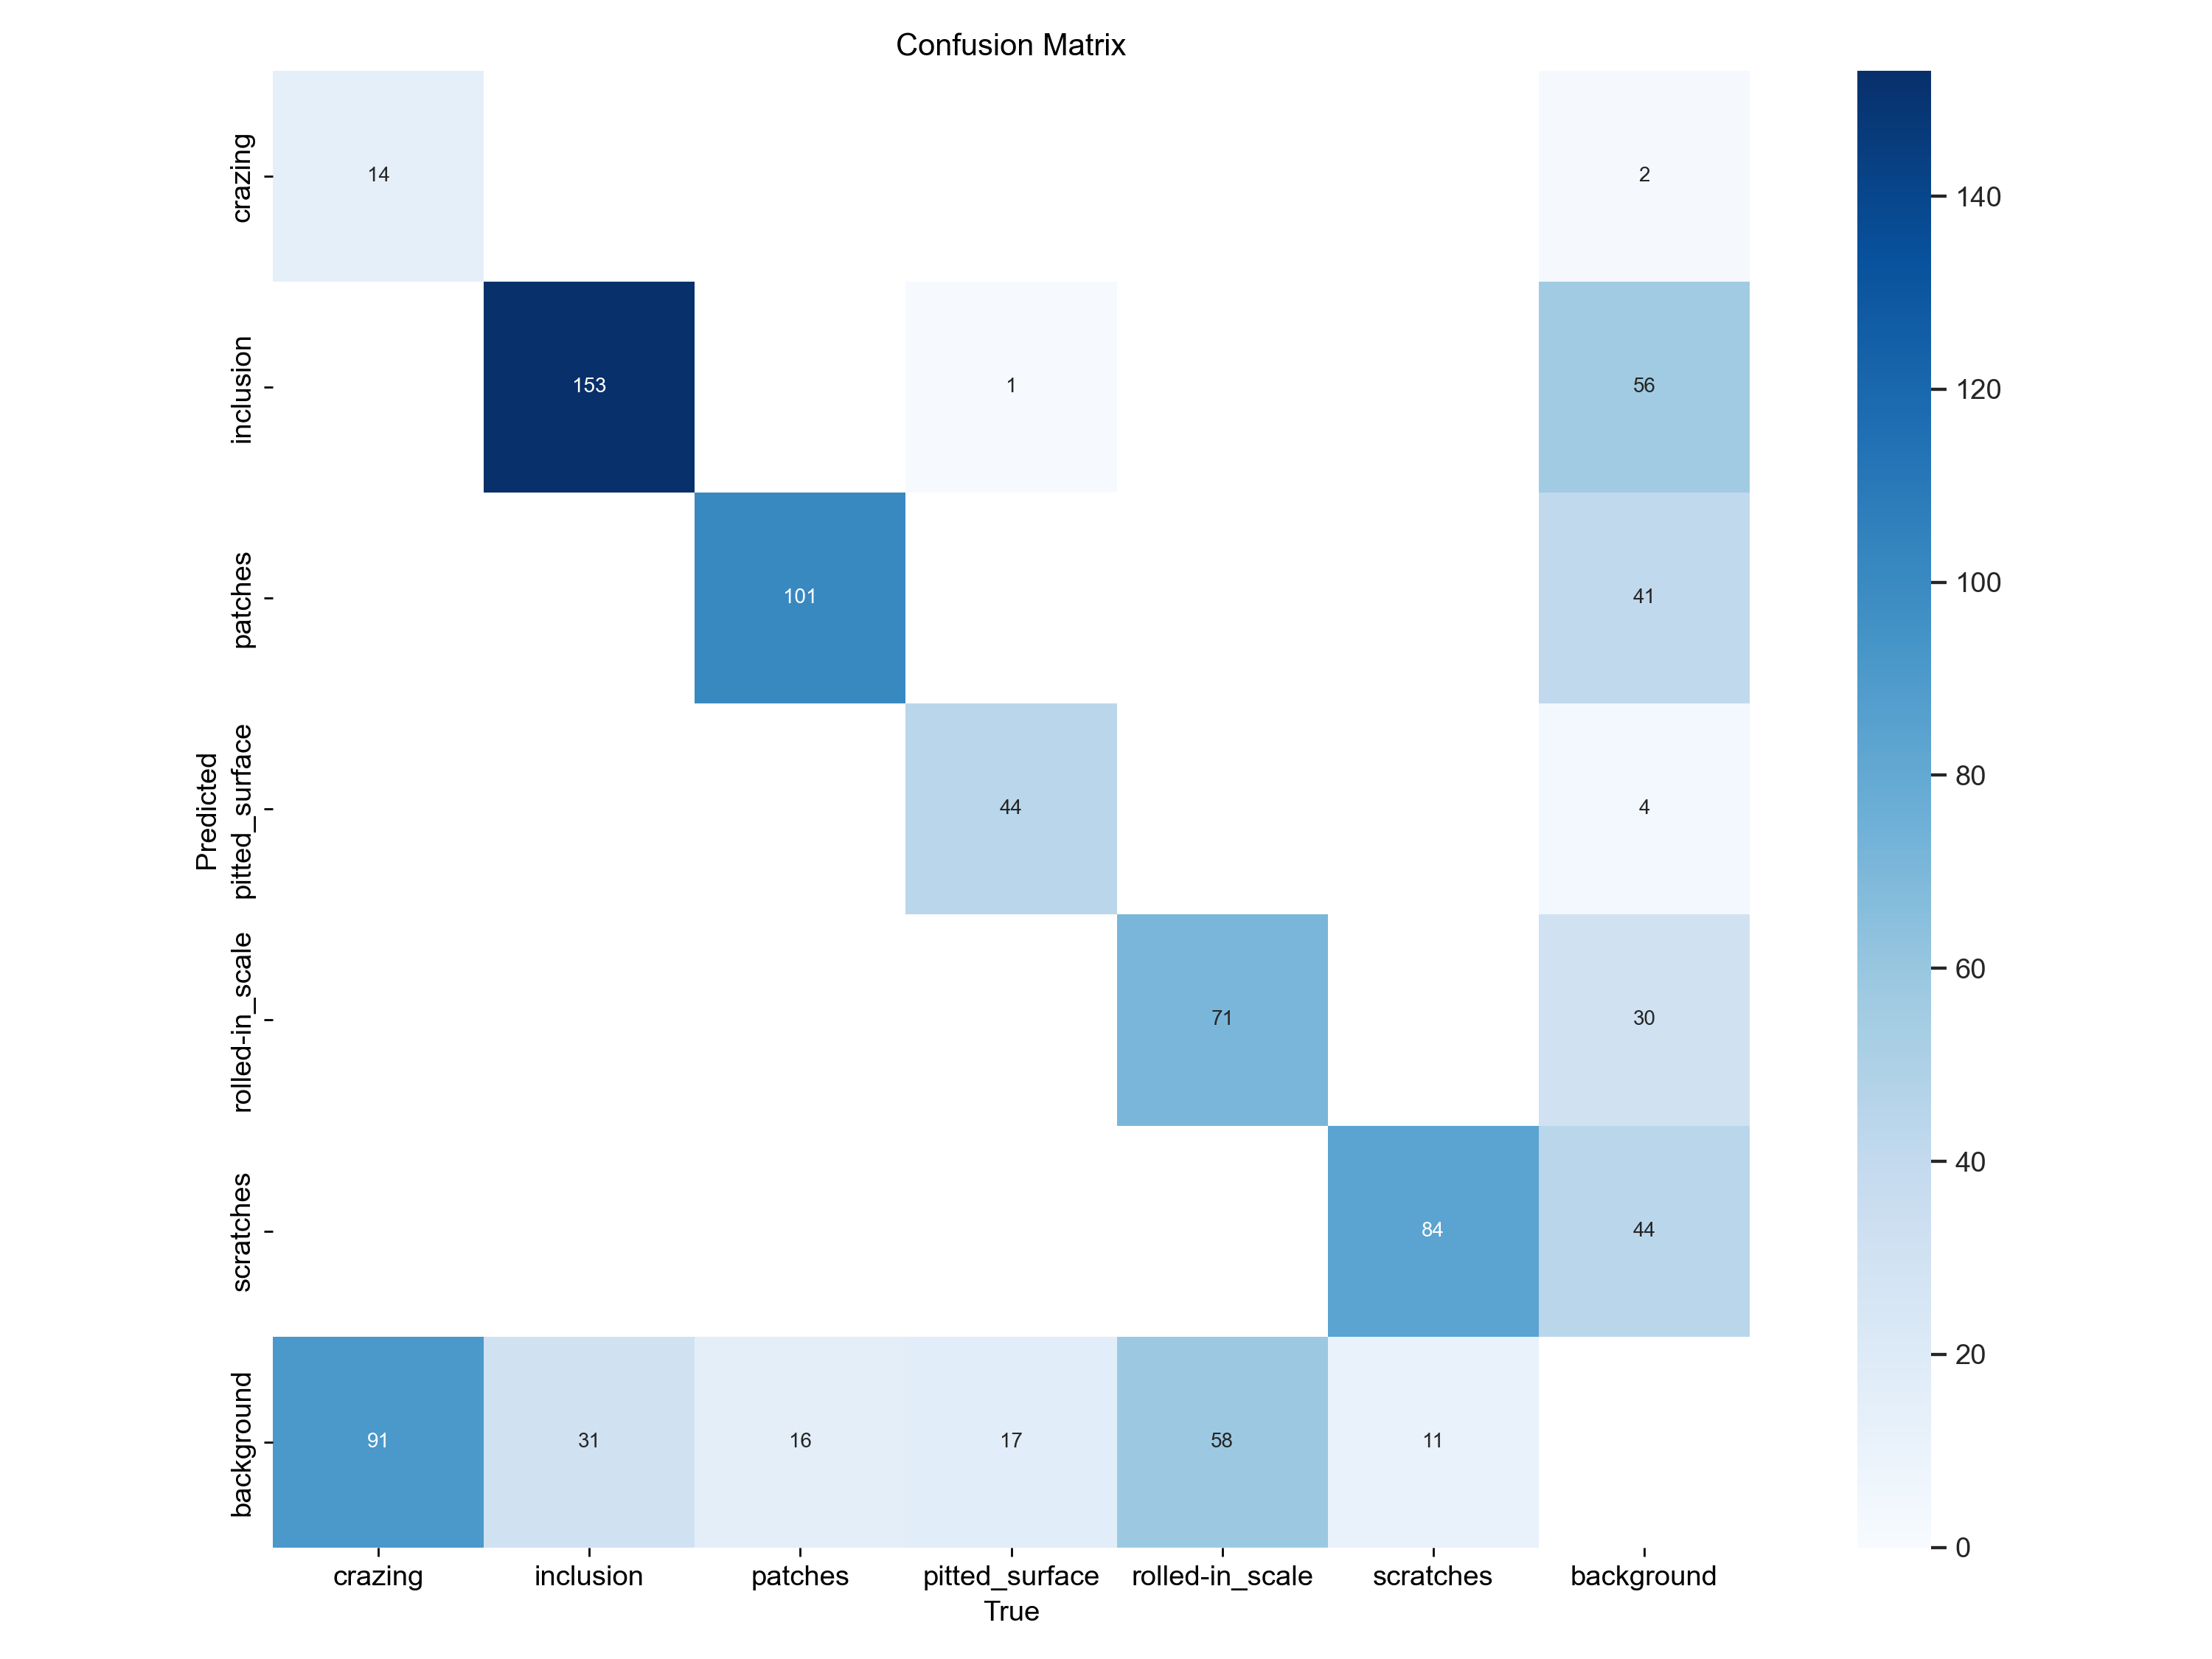 Confusion Matrix
crazing
14
2
inclusion
153
1
56
patches
101
41
Predicted
pitted_surface
44
4
rolled-in_scale
71
30
scratches
84
44
background
91
31
16
17
58
11
crazing
inclusion
patches
pitted_surface
rolled-in_scale
scratches
background
True
140
120
100
80
60
40
20
0